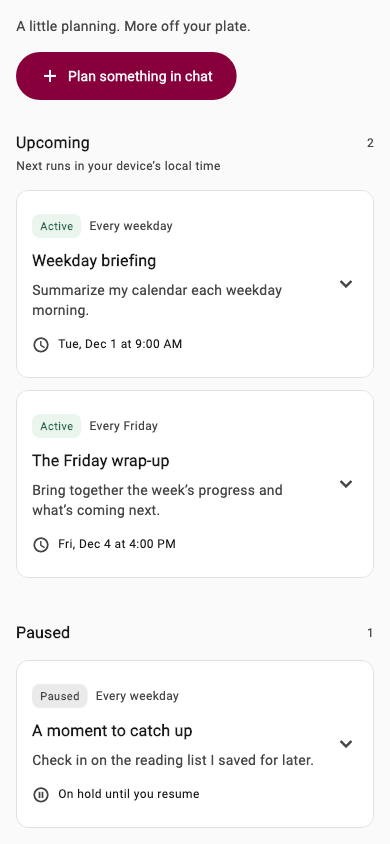 A little planning. More off your plate.
Plan something in chat
Upcoming 2
Next runs in your device's local time
Active Every weekday
Weekday briefing
Summarize my calendar each weekday
morning.
Tue, Dec 1 at 9:00 AM
Active Every Friday
The Friday wrap-up
Bring together the week's progress and
what's coming next.
Fri, Dec 4 at 4:00 PM
Paused 1
Paused Every weekday
A moment to catch up
Check in on the reading list I saved for later.
On hold until you resume